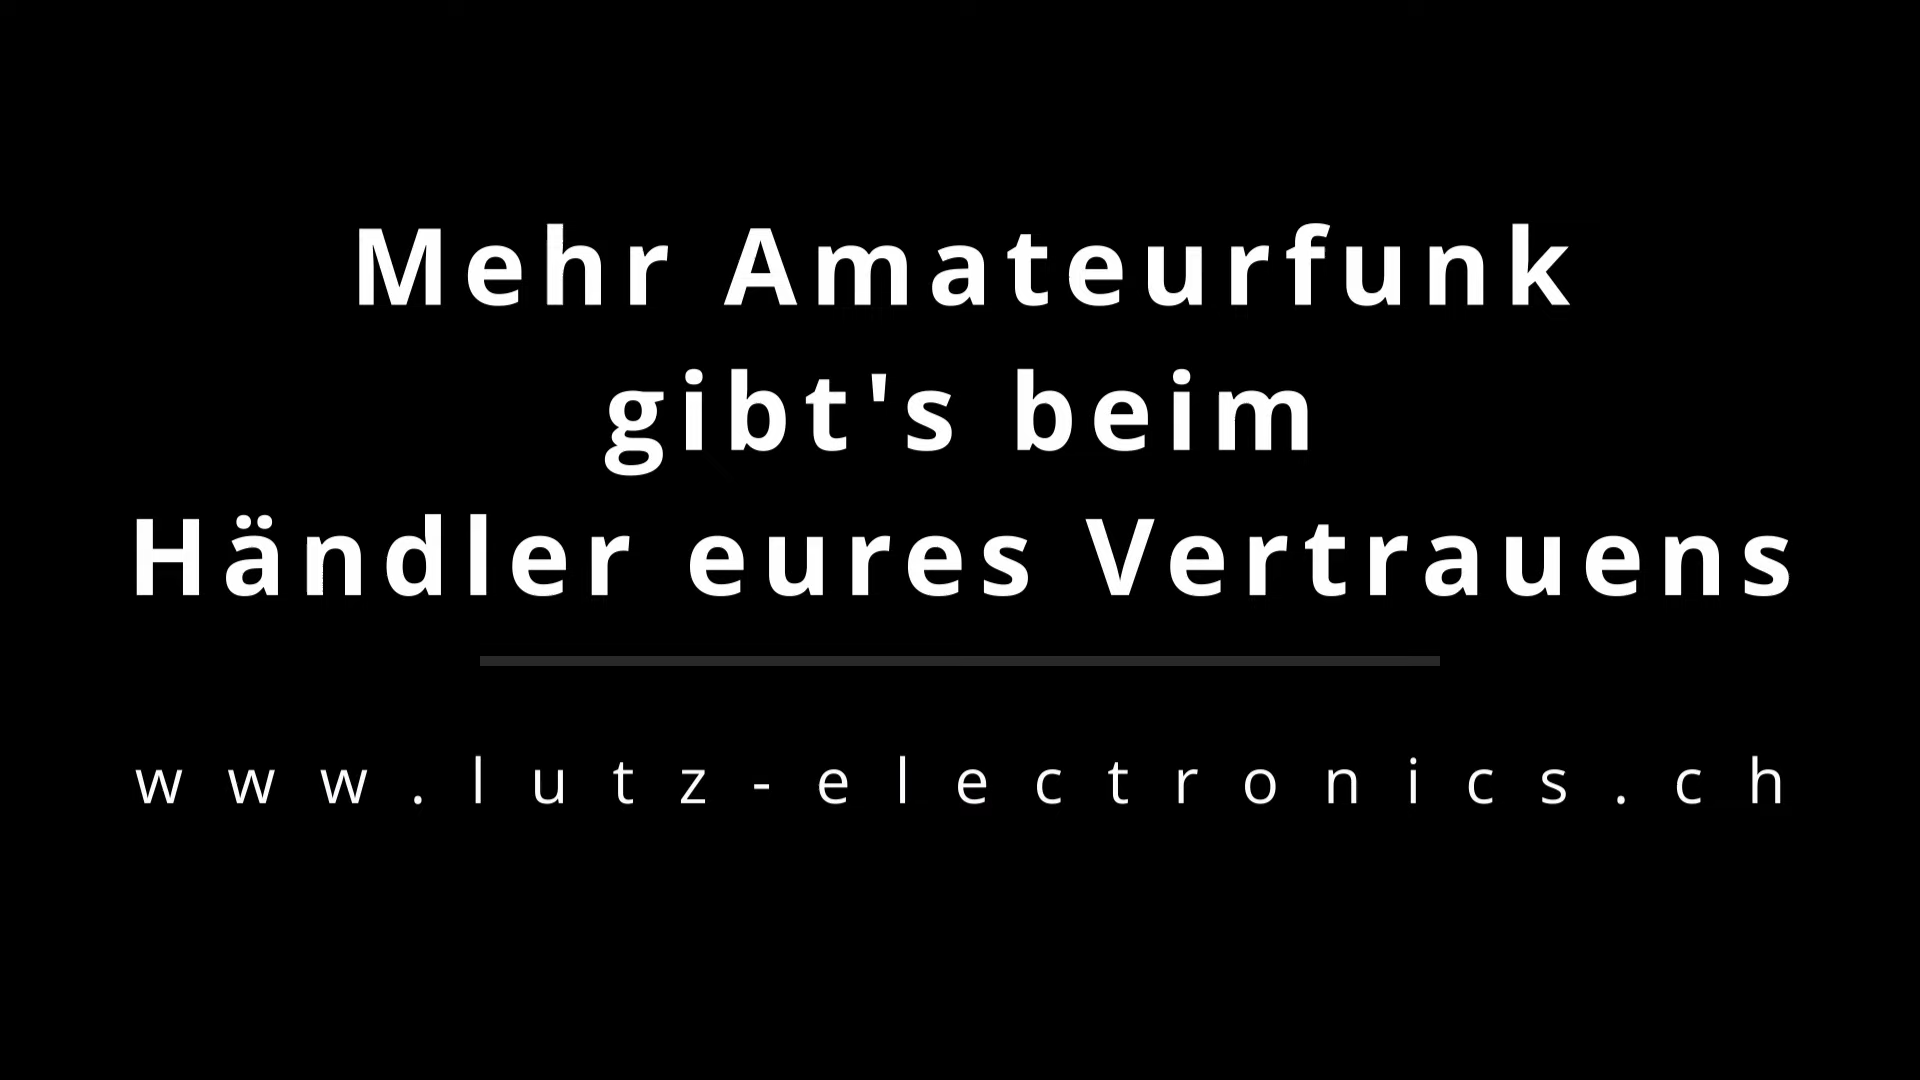 Mehr Amateurfunk
gibt's beim
Händler eures Vertrauens
www.lutz-electronics.ch